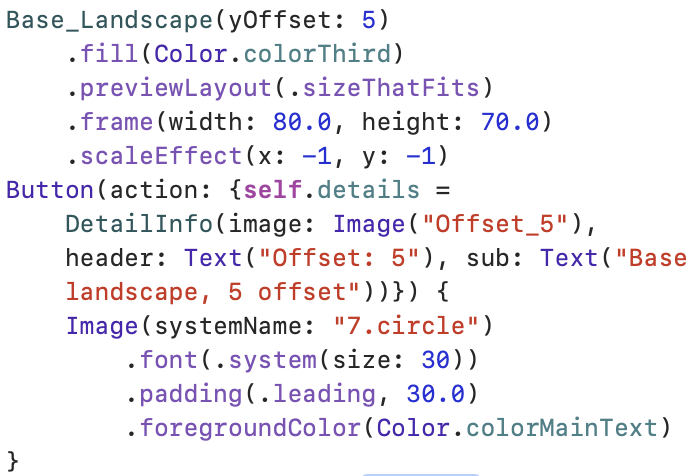 Base_Landscape(yOffset: 5)
    .fill(Color.colorThird)
    .previewLayout(.sizeThatFits)
    .frame(width: 80.0, height: 70.0)
    .scaleEffect(x: -1, y: -1)
Button(action: {self.details =
    DetailInfo(image: Image("Offset_5"),
    header: Text("Offset: 5"), sub: Text("Base
    landscape, 5 offset"))}) {
    Image(systemName: "7.circle")
        .font(.system(size: 30))
        .padding(.leading, 30.0)
        .foregroundColor(Color.colorMainText)
}